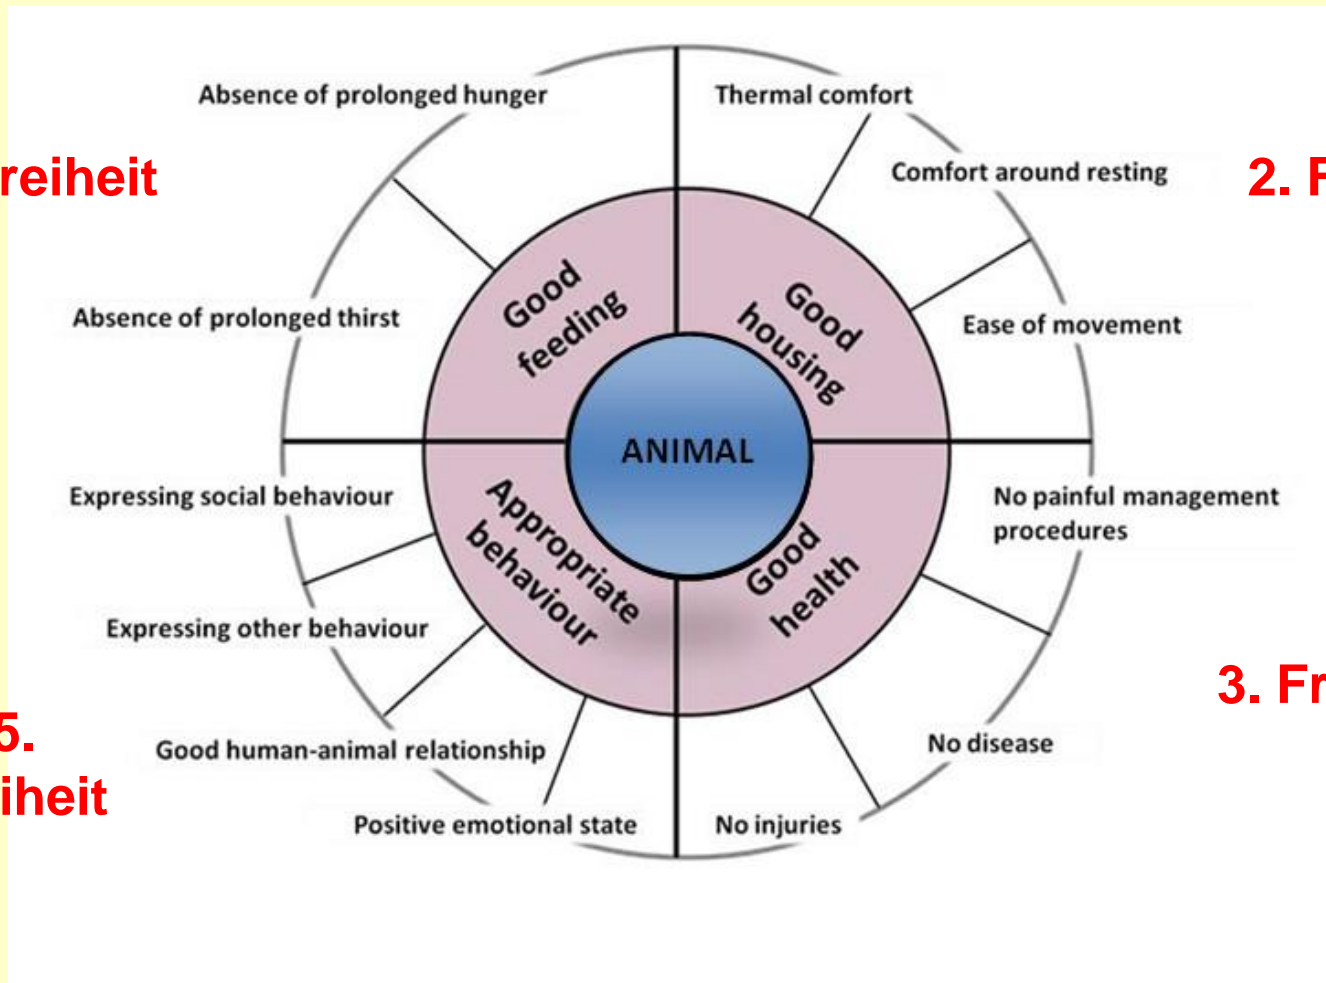 Absence of prolonged hunger
Thermal comfort
reiheit
Comfort around resting
2. F
Good
feeding
Good
housing
Absence of prolonged thirst
Ease of movement
ANIMAL
Expressing social behaviour
Appropriate
behaviour
Good
health
No painful management
procedures
Expressing other behaviour
3. Fr
5.
iheit
Good human-animal relationship
No disease
Positive emotional state
No injuries